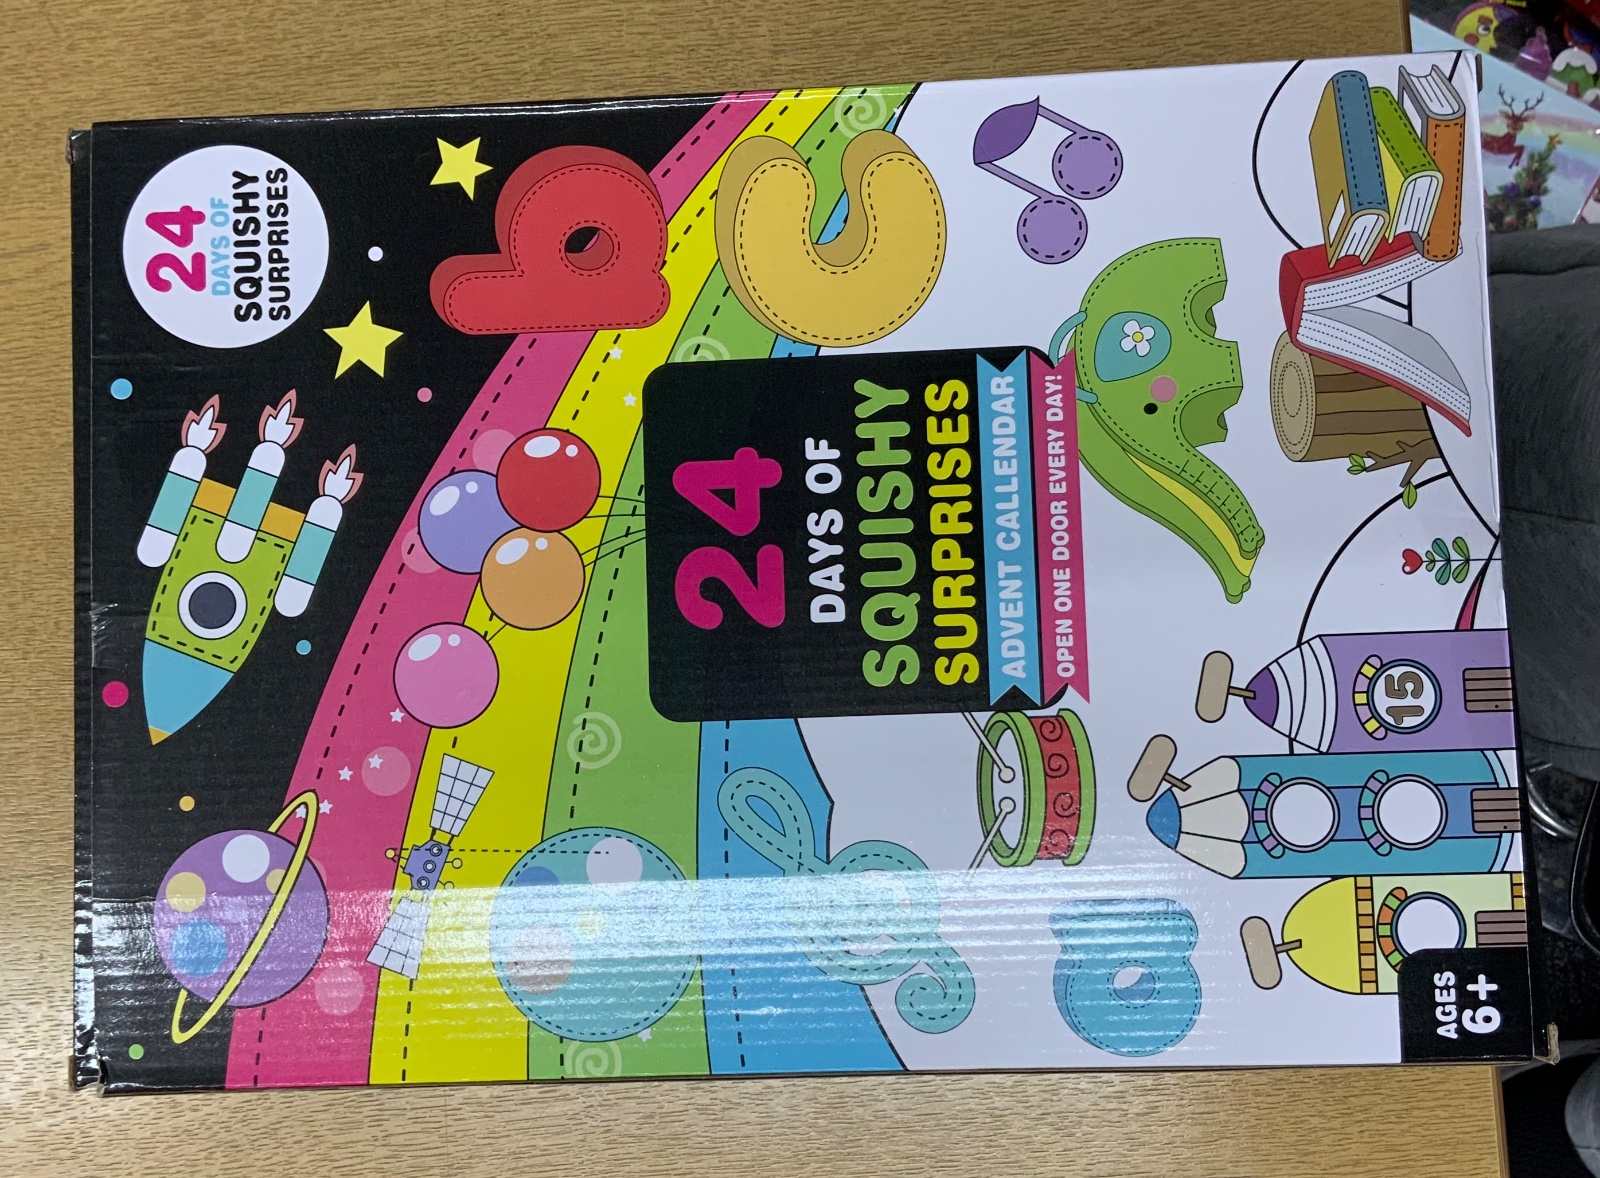 24
DAYS OF
SQUISHY
SURPRISES
b
c
24
DAYS OF
SQUISHY
SURPRISES
ADVENT CALLENDAR
OPEN ONE DOOR EVERY DAY!
a
15
AGES
6+